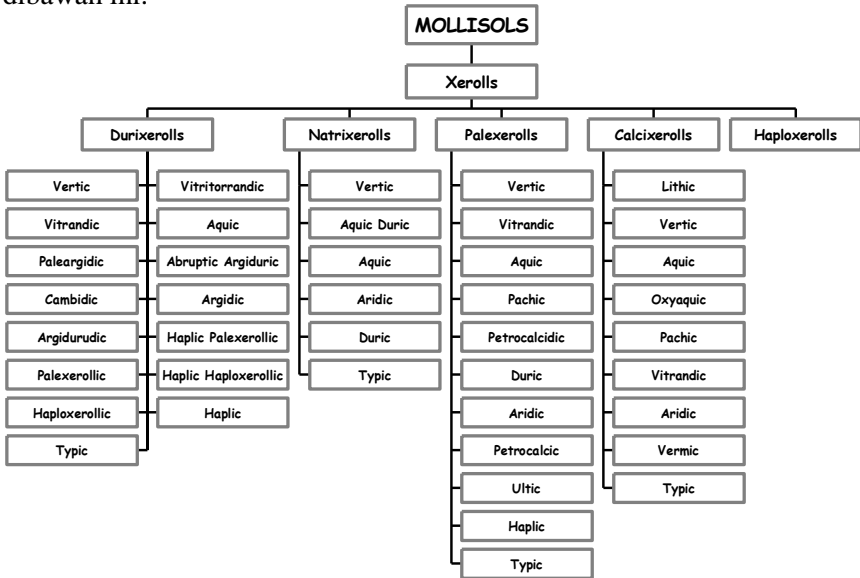 dibawah ini.
MOLLISOLS
Xerolls
Durixerolls
Natrixerolls
Palexerolls
Calcixerolls
Haploxerolls
Vertic
Vitritorrandic
Vitrandic
Aquic
Paleargidic
Abruptic Argiduric
Cambidic
Argidic
Argidurudic
Haplic Palexerollic
Palexerollic
Haplic Haploxerollic
Haploxerollic
Haplic
Typic
Vertic
Aquic Duric
Aquic
Aridic
Duric
Typic
Vertic
Vitrandic
Aquic
Pachic
Petrocalcidic
Duric
Aridic
Petrocalcic
Ultic
Haplic
Typic
Lithic
Vertic
Aquic
Oxyaquic
Pachic
Vitrandic
Aridic
Vermic
Typic